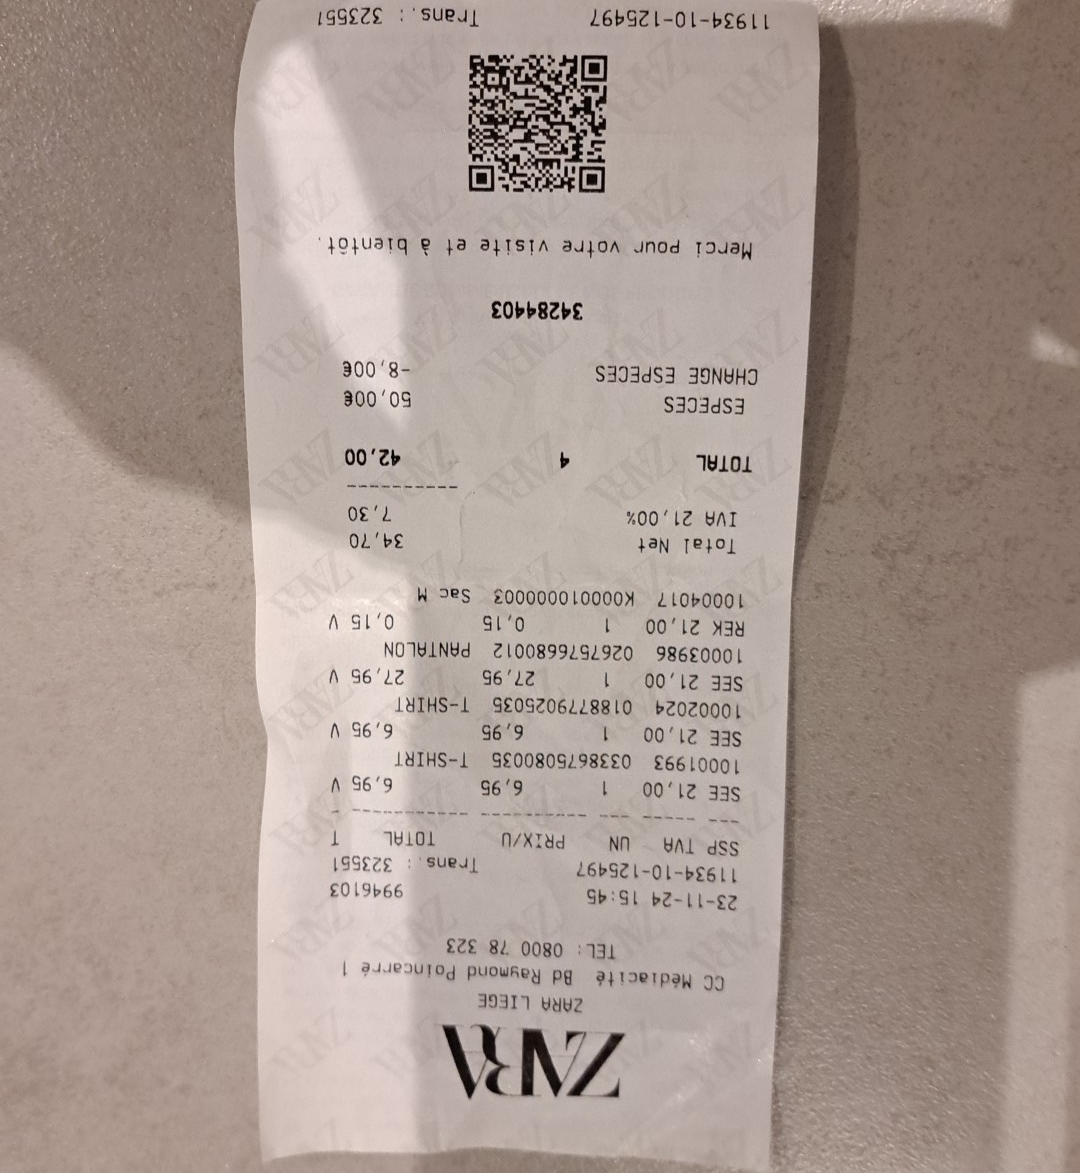 ZARA
ZARA LIEGE
CC Médiacité Bd Raymond Poincarré 1
TEL: 0800 78 323
23-11-24 15:45 9946103
11934-10-125497 Trans.: 323551
SSP TVA UN PRIX/U TOTAL T
SEE 21,00 1 6,95 6,95 V
10001993 0338675080035 T-SHIRT
SEE 21,00 1 6,95 6,95 V
10002024 0188779025035 T-SHIRT
SEE 21,00 1 27,95 27,95 V
10003986 0267576680012 PANTALON
REK 21,00 1 0,15 0,15 V
10004017 K0000100000003 Sac M
Total Net 34,70
IVA 21,00% 7,30
TOTAL 4 42,00
ESPECES 50,00€
CHANGE ESPECES -8,00€
34284403
Merci pour votre visite et à bientôt.
11934-10-125497 Trans.: 323551